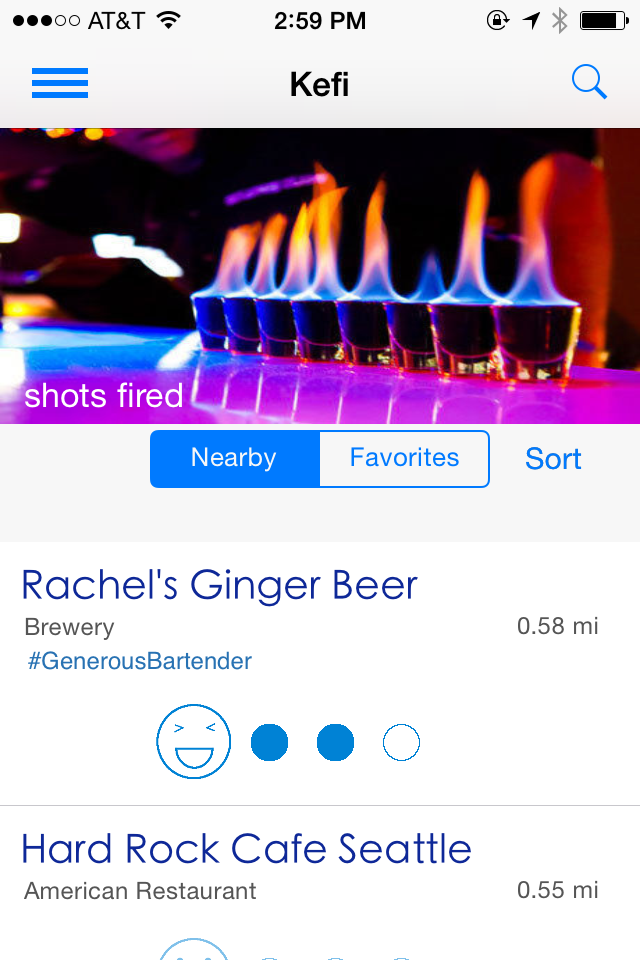 AT&T 2:59 PM
Kefi
shots fired
Nearby Favorites Sort
Rachel's Ginger Beer
Brewery 0.58 mi
#GenerousBartender
Hard Rock Cafe Seattle
American Restaurant 0.55 mi